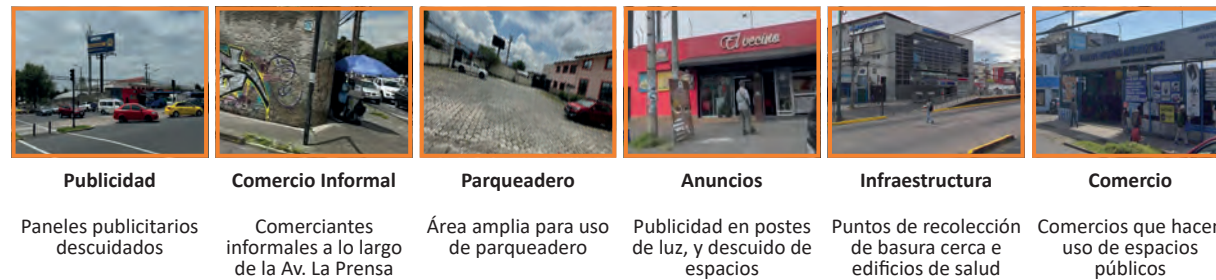 El vecino
Publicidad
Paneles publicitarios
descuidados
Comercio Informal
Comerciantes
informales a lo largo
de la Av. La Prensa
Parqueadero
Área amplia para uso
de parqueadero
Anuncios
Publicidad en postes
de luz, y descuido de
espacios
Infraestructura
Puntos de recolección
de basura cerca e
edificios de salud
Comercio
Comercios que hacen
uso de espacios
públicos